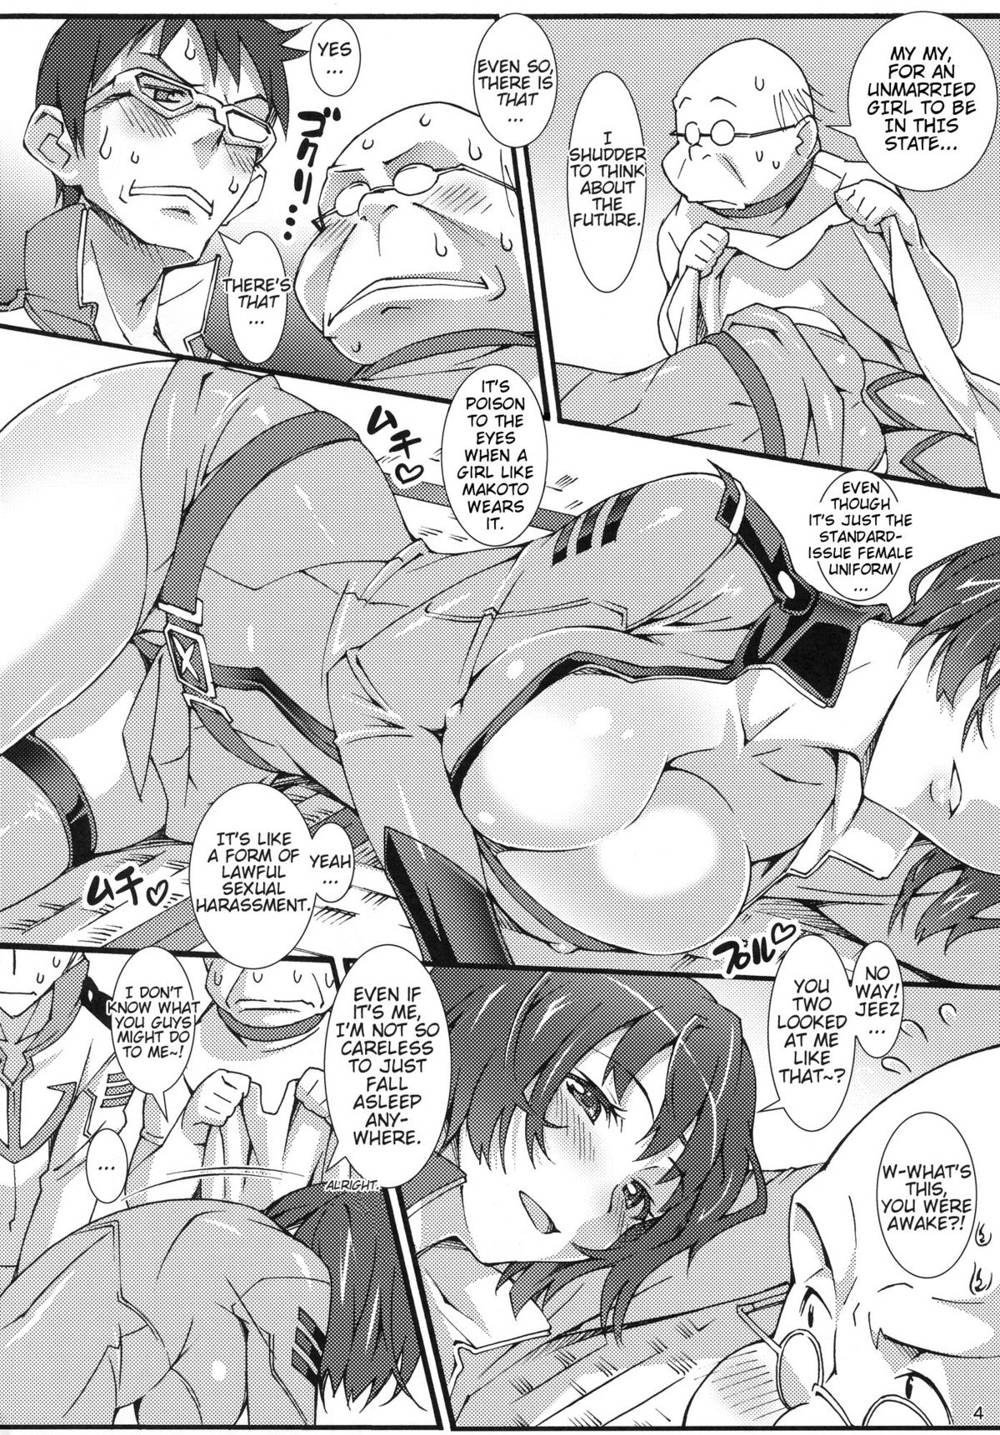 MY MY,
FOR AN
UNMARRIED
GIRL TO BE
IN THIS
STATE...
I
SHUDDER
TO THINK
ABOUT
THE
FUTURE.
EVEN SO,
THERE IS
THAT
...
YES
...
ゴクリ…
THERE'S
THAT
...
EVEN
THOUGH
IT'S JUST THE
STANDARD-
ISSUE FEMALE
UNIFORM
...
IT'S
POISON
TO THE
EYES
WHEN A
GIRL LIKE
MAKOTO
WEARS
IT.
ムチ♡
IT'S LIKE
A FORM OF
LAWFUL
SEXUAL
HARASSMENT.
YEAH
...
ムチ♡
プル♡
NO
WAY!
JEEZ
...
YOU
TWO
LOOKED
AT ME
LIKE
THAT~?
W-WHAT'S
THIS,
YOU WERE
AWAKE?!
EVEN IF
IT'S ME,
I'M NOT SO
CARELESS
TO JUST
FALL
ASLEEP
ANY-
WHERE.
ALRIGHT.
I DON'T
KNOW WHAT
YOU GUYS
MIGHT DO
TO ME~!
...
4